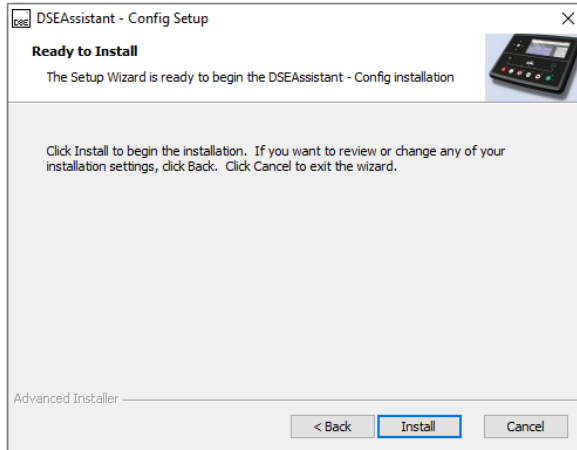 DSE DSEAssistant - Config Setup
Ready to Install
The Setup Wizard is ready to begin the DSEAssistant - Config installation
Click Install to begin the installation.  If you want to review or change any of your
installation settings, click Back.  Click Cancel to exit the wizard.
Advanced Installer
< Back Install Cancel